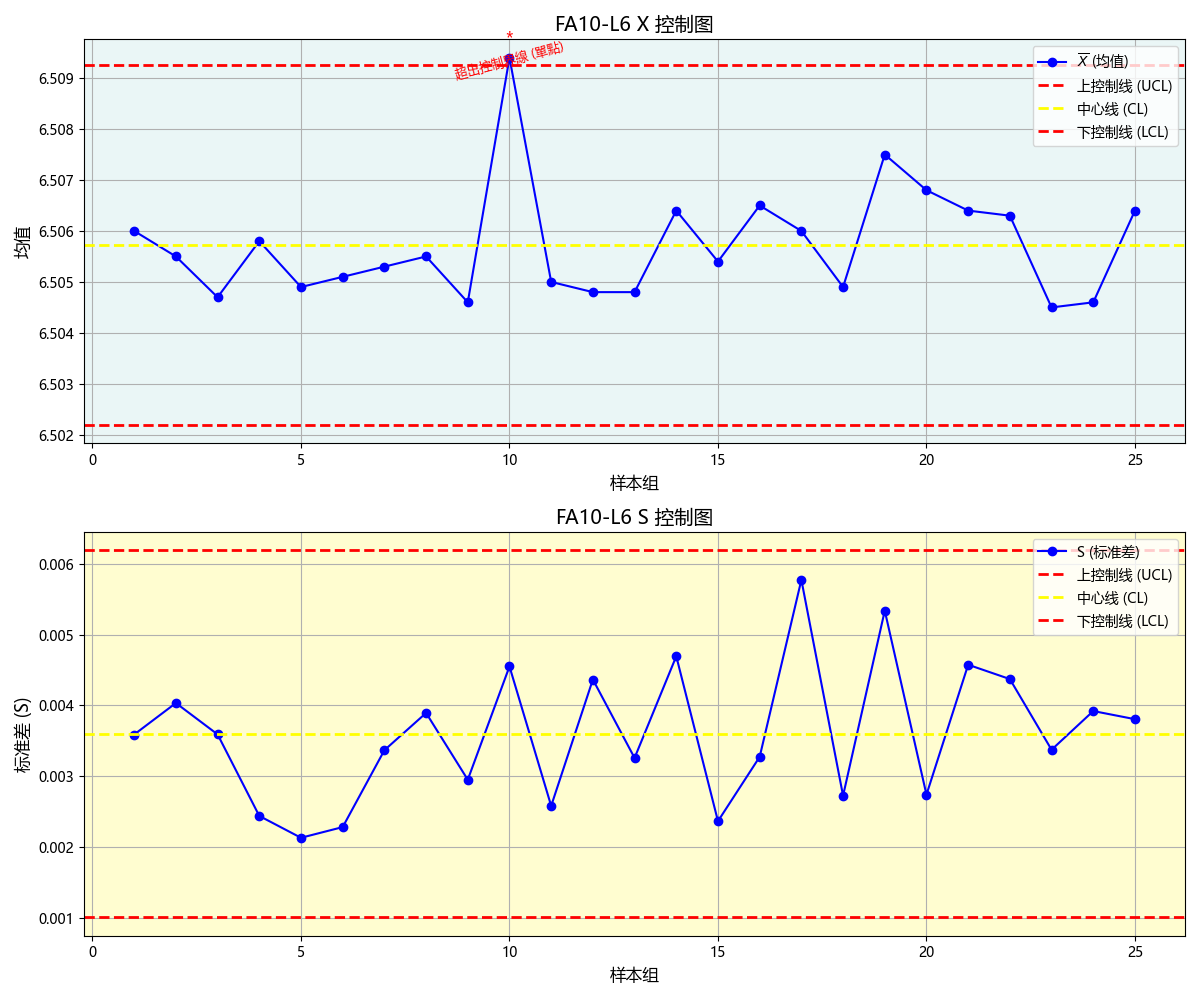 FA10-L6 X 控制图
*
超出控制界線 (單點)
X̅ (均值)
上控制线 (UCL)
中心线 (CL)
下控制线 (LCL)
均值
6.509
6.508
6.507
6.506
6.505
6.504
6.503
6.502
0 5 10 15 20 25
样本组
FA10-L6 S 控制图
S (标准差)
上控制线 (UCL)
中心线 (CL)
下控制线 (LCL)
标准差 (S)
0.006
0.005
0.004
0.003
0.002
0.001
0 5 10 15 20 25
样本组